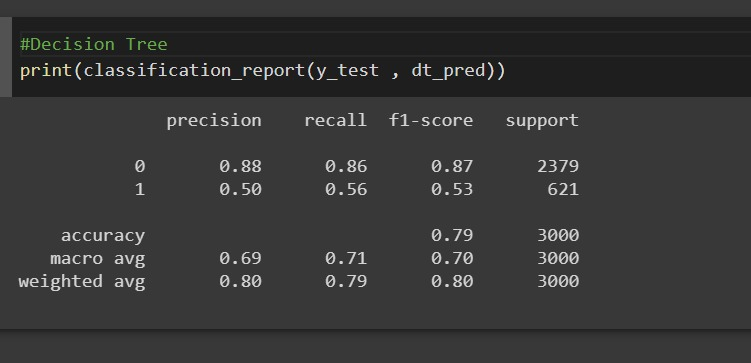 #Decision Tree
print(classification_report(y_test , dt_pred))
precision recall f1-score support
0 0.88 0.86 0.87 2379
1 0.50 0.56 0.53 621
accuracy 0.79 3000
macro avg 0.69 0.71 0.70 3000
weighted avg 0.80 0.79 0.80 3000